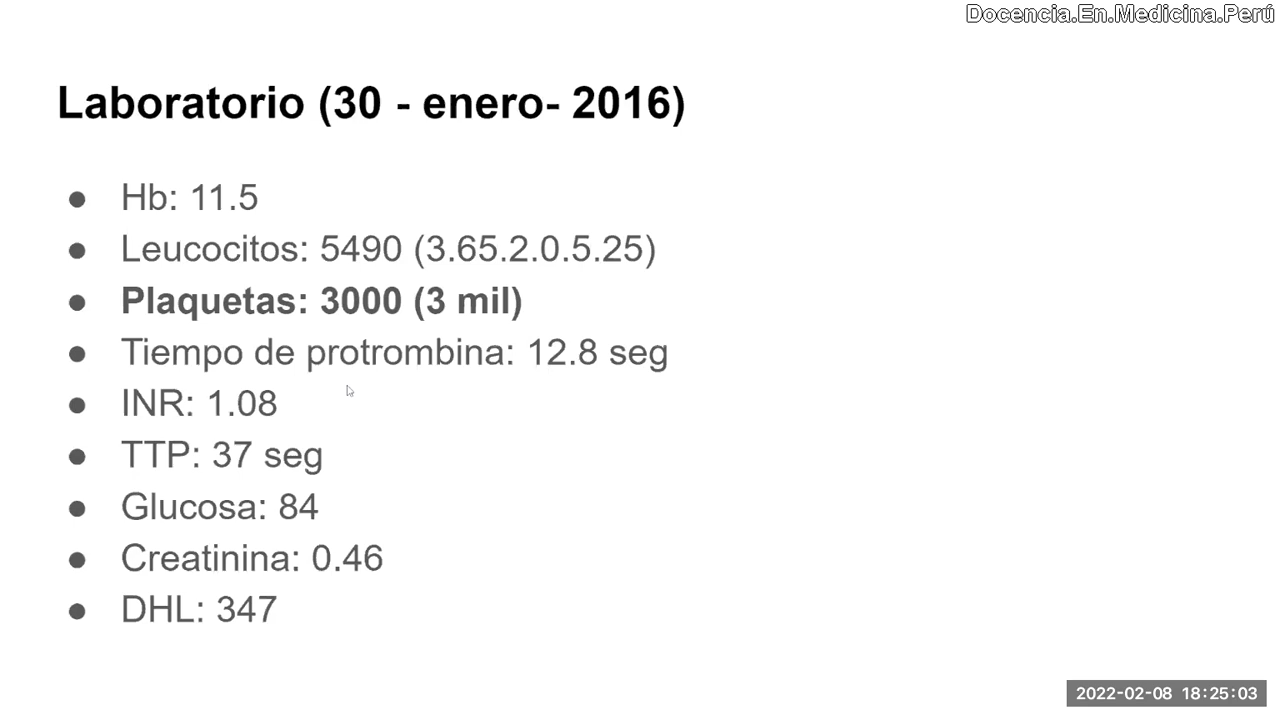 Docencia.En.Medicina.Perú
Laboratorio (30 - enero- 2016)
● Hb: 11.5
● Leucocitos: 5490 (3.65.2.0.5.25)
● Plaquetas: 3000 (3 mil)
● Tiempo de protrombina: 12.8 seg
● INR: 1.08
● TTP: 37 seg
● Glucosa: 84
● Creatinina: 0.46
● DHL: 347
2022-02-08 18:25:03